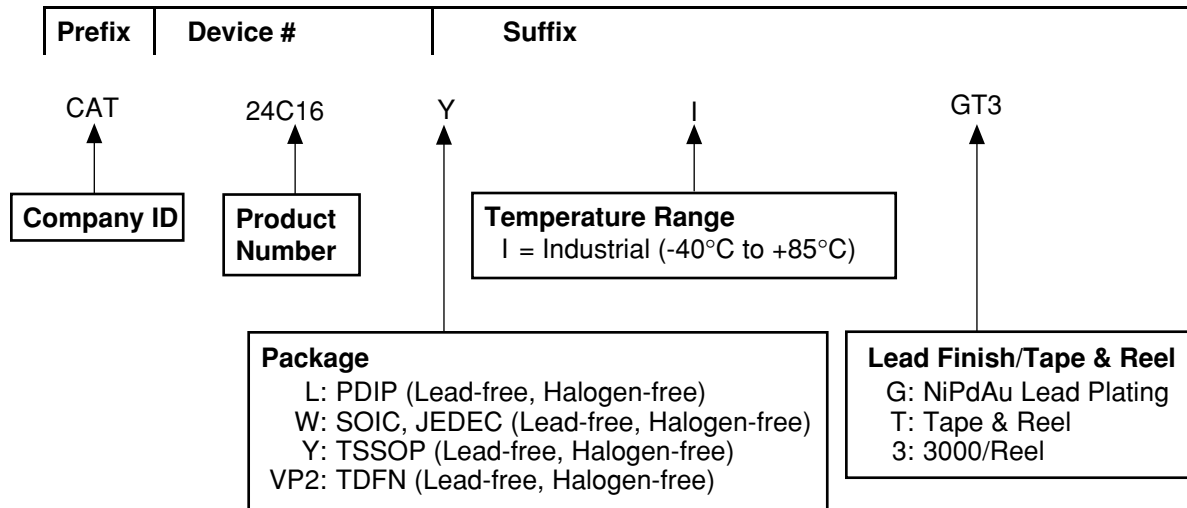 Prefix Device # Suffix
CAT 24C16 Y I GT3
Company ID
Product
Number
Temperature Range
I = Industrial (-40°C to +85°C)
Package
L: PDIP (Lead-free, Halogen-free)
W: SOIC, JEDEC (Lead-free, Halogen-free)
Y: TSSOP (Lead-free, Halogen-free)
VP2: TDFN (Lead-free, Halogen-free)
Lead Finish/Tape & Reel
G: NiPdAu Lead Plating
T: Tape & Reel
3: 3000/Reel